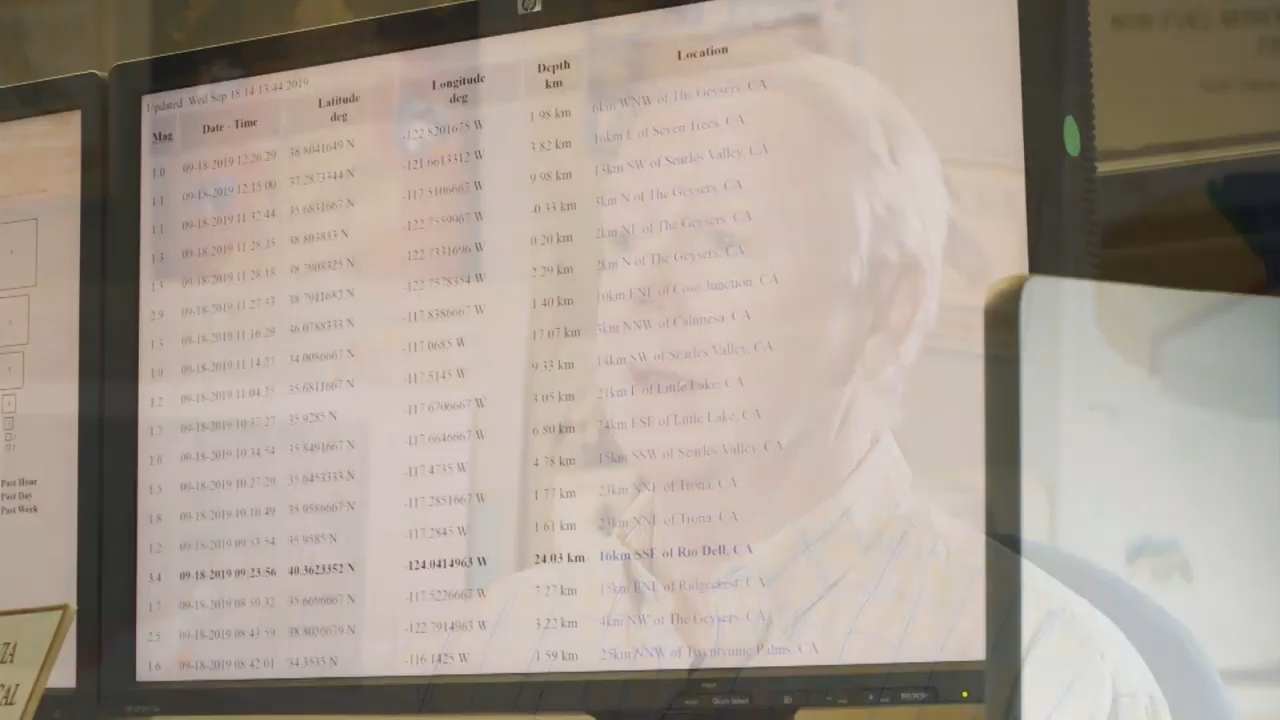 Updated Wed Sep 18 14 13:44 2019
Mag Date - Time Latitude deg Longitude deg Depth km Location
1.0 09-18-2019 12:26:29 38.8041649 N -122.8201675 W 1.98 km 6km WNW of The Geysers, CA
1.1 09-18-2019 12:15:00 37.2873344 N -121.6613312 W 3.82 km 16km E of Seven Trees, CA
1.1 09-18-2019 11:32:44 35.6831667 N -117.5106667 W 9.98 km 13km SW of Searles Valley, CA
1.3 09-18-2019 11:28:25 38.803833 N -0.33 km 3km N of The Geysers, CA
1.3 09-18-2019 11:28:18 -122.7331696 W 0.20 km 2km NE of The Geysers, CA
2.9 09-18-2019 11:27:33 38.7911682 N -122.7578354 W 2.29 km 2km N of The Geysers, CA
1.3 09-18-2019 11:16:29 36.0788333 N -117.8386667 W 1.40 km 10km ENE of Coso Junction, CA
1.9 09-18-2019 11:14:27 34.0086667 N -117.0685 W 17.07 km 3km NNW of Calimesa, CA
1.2 09-18-2019 11:04:25 35.6811667 N -117.5145 W 9.33 km 14km SW of Searles Valley, CA
09-18-2019 10:37:27 35.9285 N -117.6706667 W 3.05 km 21km E of Little Lake, CA
1.6 09-18-2019 10:34:54 35.8491667 N -117.6646667 W 6.80 km 24km ESE of Little Lake, CA
1.5 09-18-2019 10:27:20 35.6453333 N -117.4735 W 4.78 km 15km SSW of Searles Valley, CA
1.8 09-18-2019 10:10:49 35.9586667 N -117.2851667 W 1.77 km 23km NNE of Trona, CA
1.2 09-18-2019 09:53:54 35.9585 N -117.2845 W 1.61 km 23km NNE of Trona, CA
3.4 09-18-2019 09:23:56 40.3623352 N -124.0414963 W 24.03 km 16km SSE of Rio Dell, CA
1.7 09-18-2019 08:59:32 35.6696667 N -117.5226667 W 7.27 km 15km ENE of Ridgecrest, CA
2.5 09-18-2019 08:43:59 -122.7914963 W 3.22 km 4km NW of The Geysers, CA
1.6 09-18-2019 08:42:01 34.3535 N -116.1425 W 1.59 km 25km NNW of Twentynine Palms, CA
Past Hour
Past Day
Past Week
hp